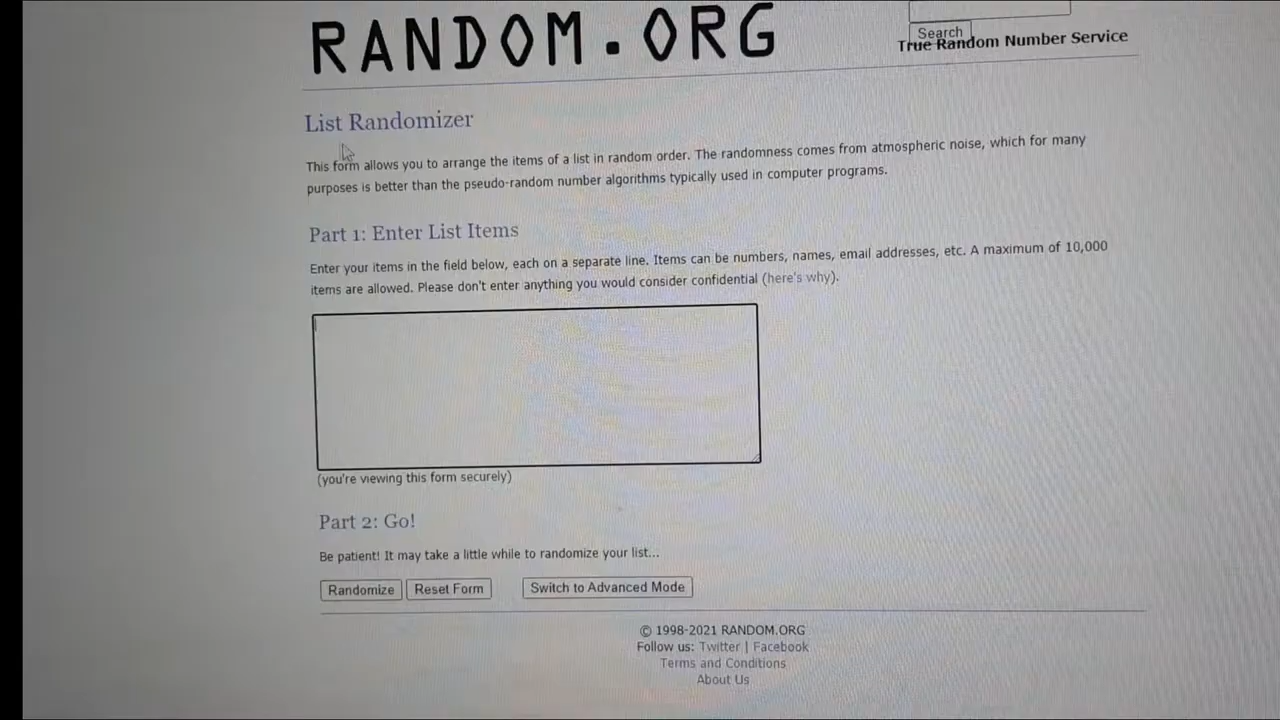 RANDOM.ORG
Search
True Random Number Service
List Randomizer
This form allows you to arrange the items of a list in random order. The randomness comes from atmospheric noise, which for many
purposes is better than the pseudo-random number algorithms typically used in computer programs.
Part 1: Enter List Items
Enter your items in the field below, each on a separate line. Items can be numbers, names, email addresses, etc. A maximum of 10,000
items are allowed. Please don't enter anything you would consider confidential (here's why).
(you're viewing this form securely)
Part 2: Go!
Be patient! It may take a little while to randomize your list...
Randomize Reset Form Switch to Advanced Mode
© 1998-2021 RANDOM.ORG
Follow us: Twitter | Facebook
Terms and Conditions
About Us